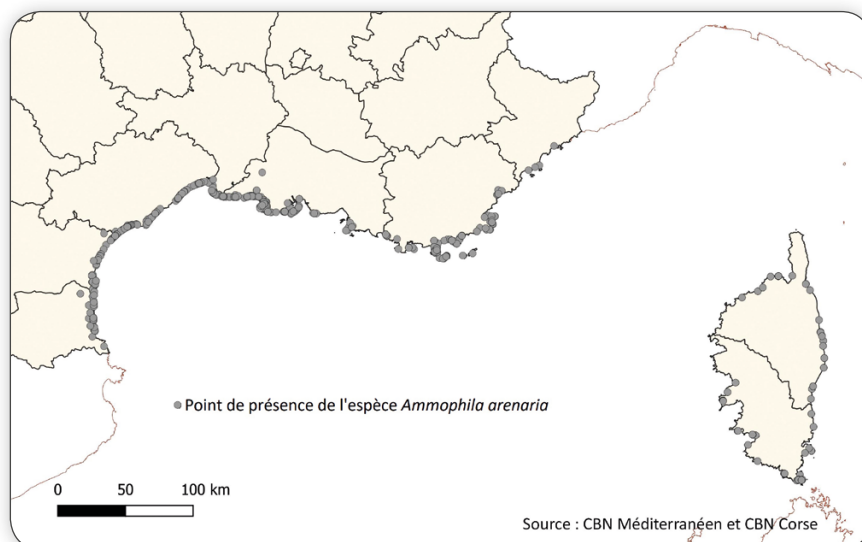 Point de présence de l'espèce Ammophila arenaria
0 50 100 km
Source : CBN Méditerranéen et CBN Corse